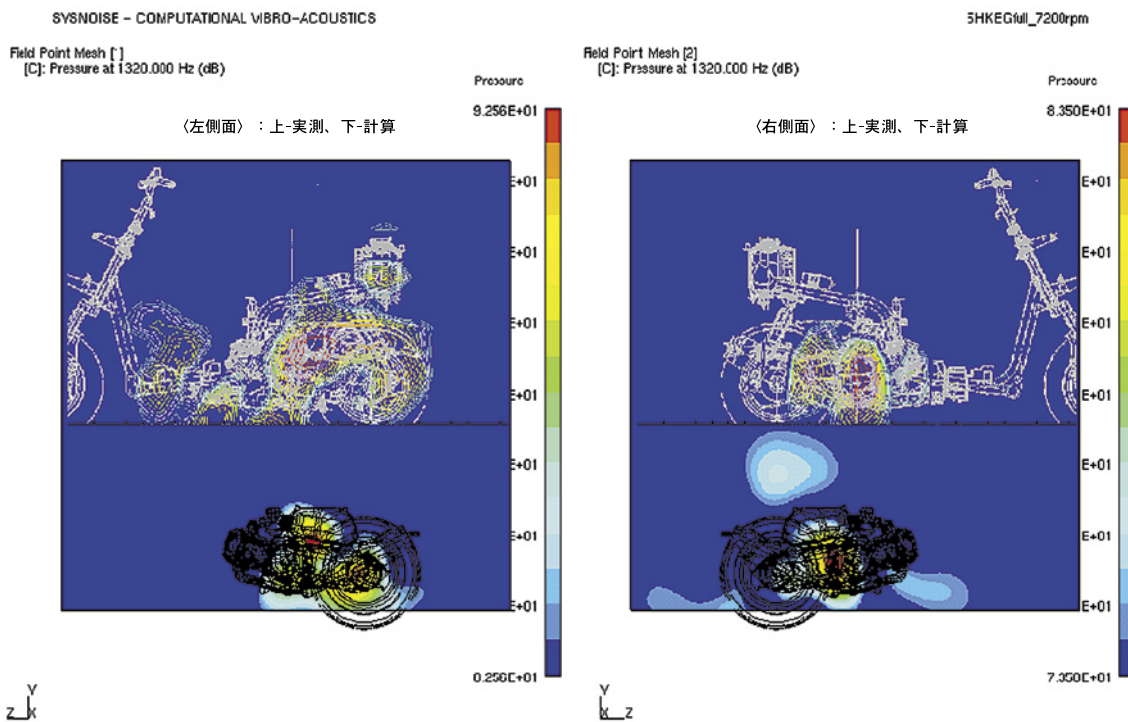 SYSNOISE - COMPUTATIONAL VIBRO-ACOUSTICS
5HKEGfull_7200rpm
Field Point Mesh [1]
[C]: Pressure at 1320.000 Hz (dB)
Pressure
9.256E+01
〈左側面〉：上-実測、下-計算
E+01
E+01
E+01
E+01
E+01
E+01
E+01
8.256E+01
Y
Z X
Field Point Mesh [2]
[C]: Pressure at 1320.000 Hz (dB)
Pressure
8.350E+01
〈右側面〉：上-実測、下-計算
E+01
E+01
E+01
E+01
E+01
E+01
E+01
7.350E+01
Y
X Z